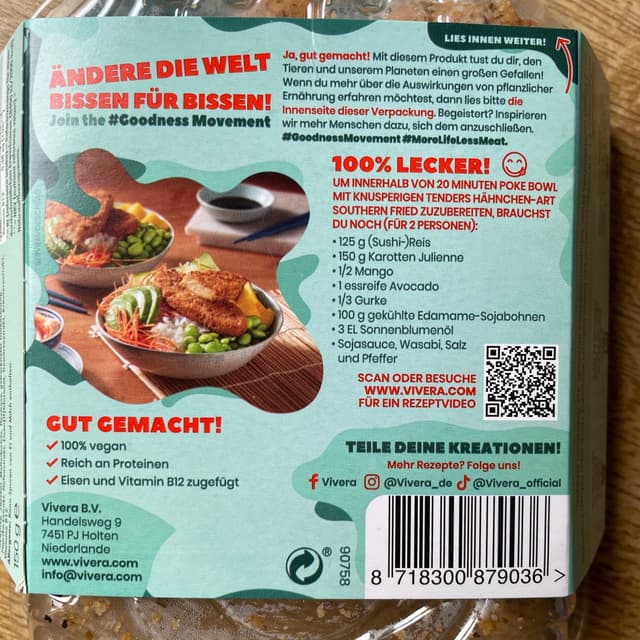 LIES INNEN WEITER!
ÄNDERE DIE WELT
BISSEN FÜR BISSEN!
Join the #Goodness Movement
Ja, gut gemacht! Mit diesem Produkt tust du dir, den
Tieren und unserem Planeten einen großen Gefallen!
Wenn du mehr über die Auswirkungen von pflanzlicher
Ernährung erfahren möchtest, dann lies bitte die
Innenseite dieser Verpackung. Begeistert? Inspirieren
wir mehr Menschen dazu, sich dem anzuschließen.
#GoodnessMovement #MoreLifeLessMeat.
100% LECKER!
UM INNERHALB VON 20 MINUTEN POKE BOWL
MIT KNUSPERIGEN TENDERS HÄHNCHEN-ART
SOUTHERN FRIED ZUZUBEREITEN, BRAUCHST
DU NOCH (FÜR 2 PERSONEN):
• 125 g (Sushi-)Reis
• 150 g Karotten Julienne
• 1/2 Mango
• 1 essreife Avocado
• 1/3 Gurke
• 100 g gekühlte Edamame-Sojabohnen
• 3 EL Sonnenblumenöl
• Sojasauce, Wasabi, Salz
und Pfeffer
SCAN ODER BESUCHE
WWW.VIVERA.COM
FÜR EIN REZEPTVIDEO
GUT GEMACHT!
100% vegan
Reich an Proteinen
Eisen und Vitamin B12 zugefügt
TEILE DEINE KREATIONEN!
Mehr Rezepte? Folge uns!
Vivera @Vivera_de @Vivera_official
Vivera B.V.
Handelsweg 9
7451 PJ Holten
Niederlande
www.vivera.com
info@vivera.com
®
90758
8 718300 879036 >
150g